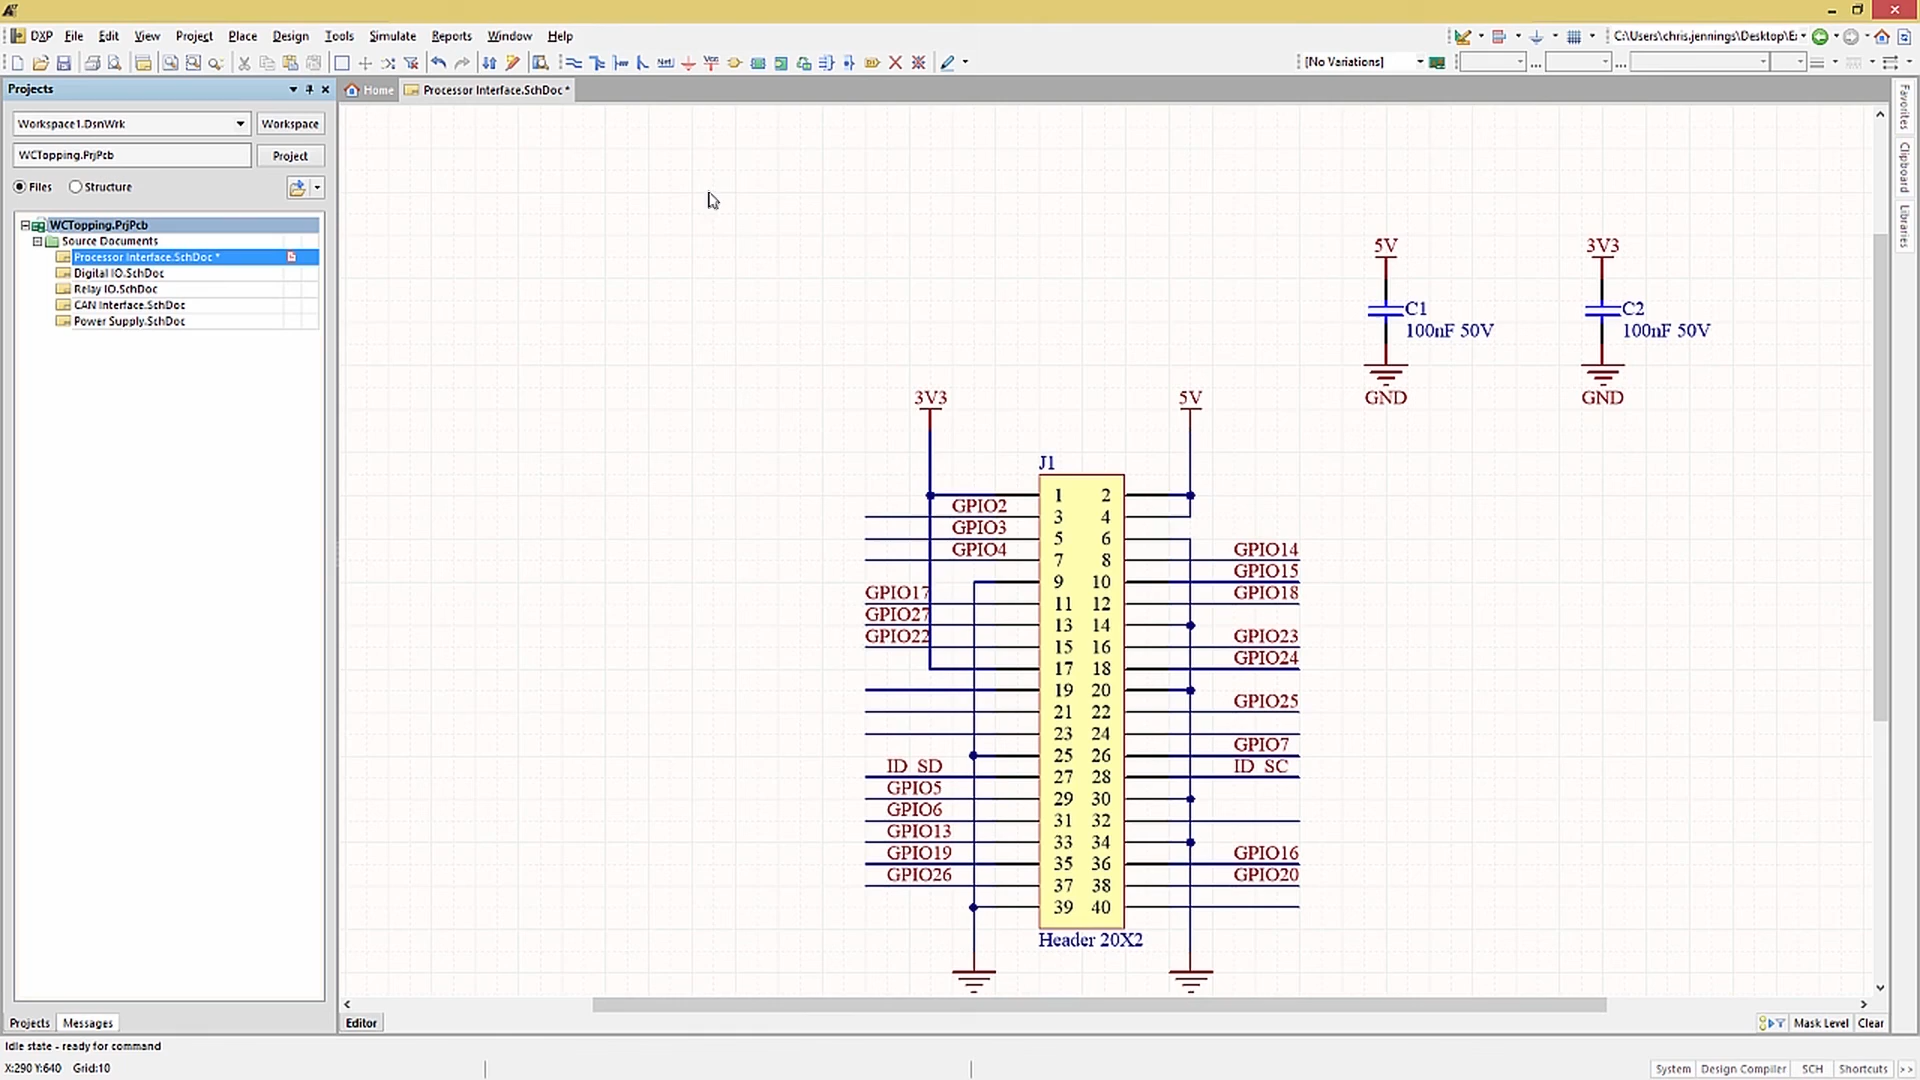 DXP File Edit View Project Place Design Tools Simulate Reports Window Help
C:\Users\chris.jennings\Desktop\E:
[No Variations]
... ...
Projects
Home Processor Interface.SchDoc *
Workspace1.DsnWrk Workspace
WCTopping.PrjPcb Project
Files Structure
WCTopping.PrjPcb
Source Documents
Processor Interface.SchDoc *
Digital IO.SchDoc
Relay IO.SchDoc
CAN Interface.SchDoc
Power Supply.SchDoc
Favorites
Clipboard
Libraries
5V 3V3
C1 C2
100nF 50V 100nF 50V
GND GND
3V3 5V
J1
1 2
GPIO2
3 4
GPIO3
5 6
GPIO4 GPIO14
7 8
GPIO15
9 10
GPIO17 GPIO18
11 12
GPIO27
13 14
GPIO22 GPIO23
15 16
GPIO24
17 18
19 20
GPIO25
21 22
23 24
GPIO7
25 26
ID_SD ID_SC
27 28
GPIO5
29 30
GPIO6
31 32
GPIO13
33 34
GPIO19 GPIO16
35 36
GPIO26 GPIO20
37 38
39 40
Header 20X2
Projects Messages
Editor
Mask Level Clear
Idle state - ready for command
X:290 Y:640 Grid:10
System Design Compiler SCH Shortcuts >>